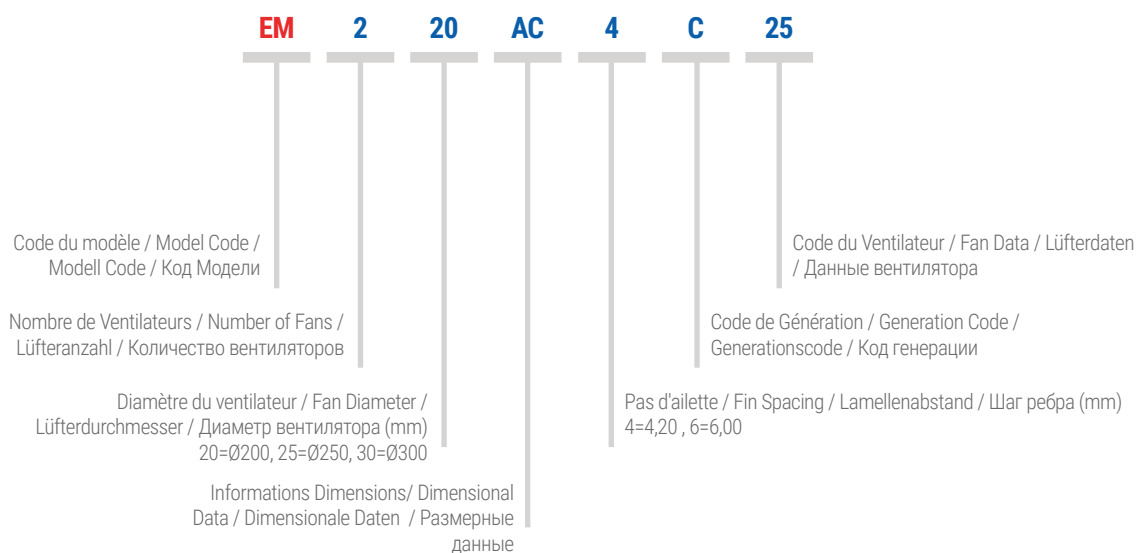 EM 2 20 AC 4 C 25
Code du modèle / Model Code /
Modell Code / Код Модели
Code du Ventilateur / Fan Data / Lüfterdaten
/ Данные вентилятора
Nombre de Ventilateurs / Number of Fans /
Lüfteranzahl / Количество вентиляторов
Code de Génération / Generation Code /
Generationscode / Код генерации
Diamètre du ventilateur / Fan Diameter /
Lüfterdurchmesser / Диаметр вентилятора (mm)
20=Ø200, 25=Ø250, 30=Ø300
Pas d'ailette / Fin Spacing / Lamellenabstand / Шаг ребра (mm)
4=4,20 , 6=6,00
Informations Dimensions/ Dimensional
Data / Dimensionale Daten / Размерные
данные